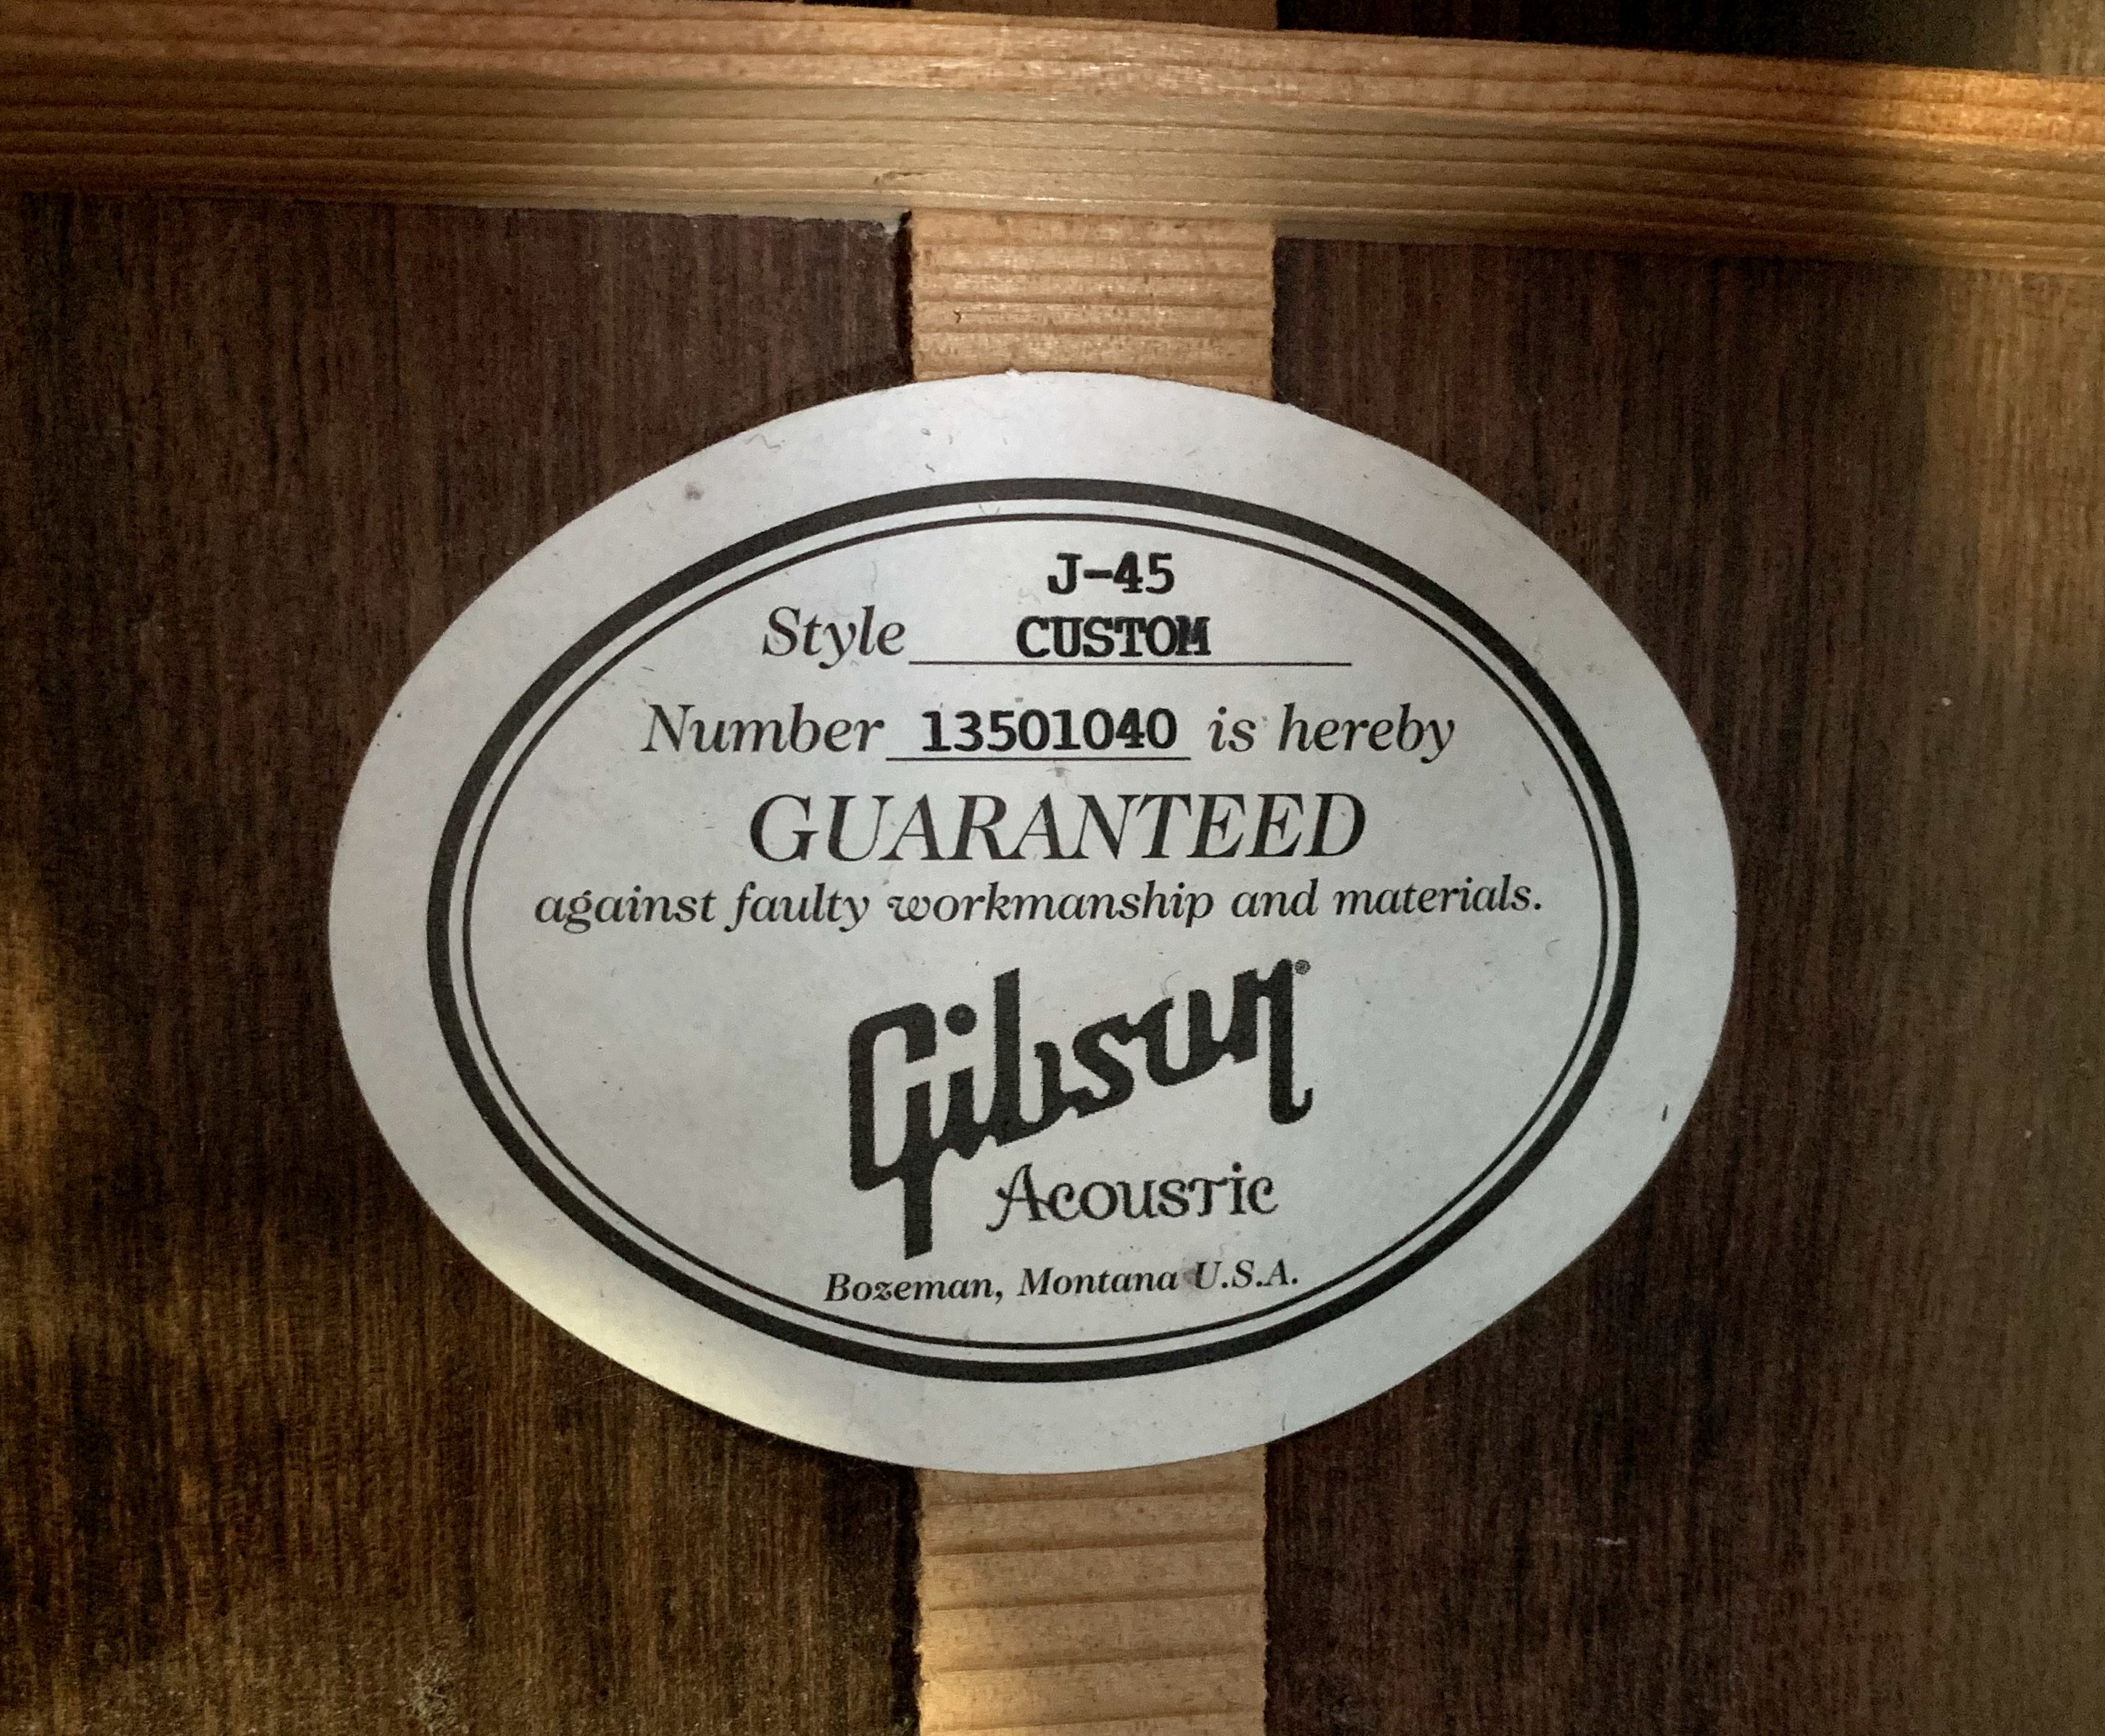 J-45
Style CUSTOM
Number 13501040 is hereby
GUARANTEED
against faulty workmanship and materials.
Gibson®
Acoustic
Bozeman, Montana U.S.A.